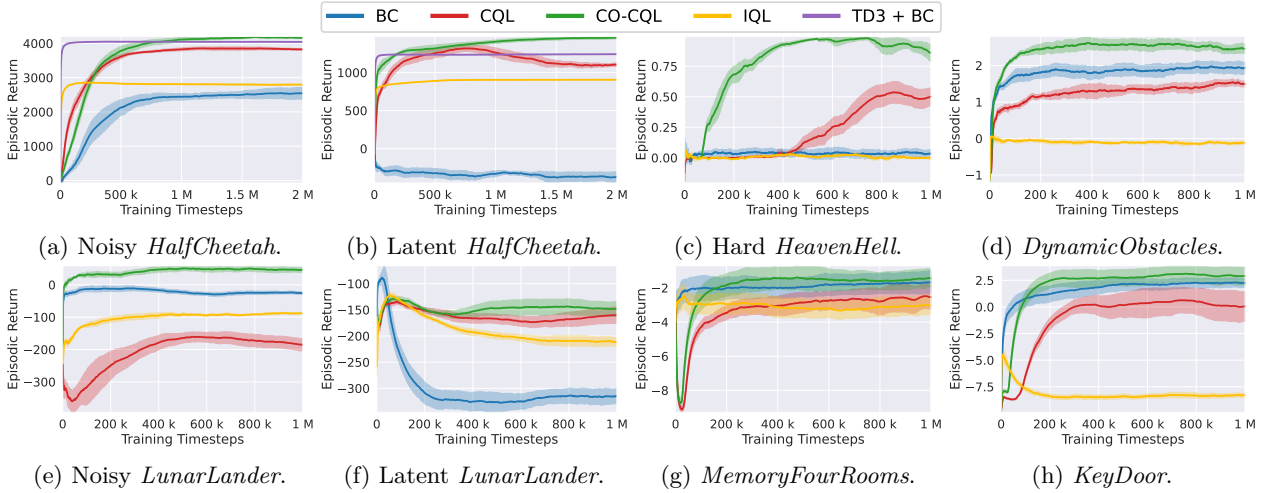 BC CQL CO-CQL IQL TD3 + BC
Episodic Return
4000
3000
2000
1000
0
0 500 k 1 M 1.5 M 2 M
Training Timesteps
(a) Noisy HalfCheetah.
Episodic Return
1000
500
0
0 500 k 1 M 1.5 M 2 M
Training Timesteps
(b) Latent HalfCheetah.
Episodic Return
0.75
0.50
0.25
0.00
0 200 k 400 k 600 k 800 k 1 M
Training Timesteps
(c) Hard HeavenHell.
Episodic Return
2
1
0
−1
0 200 k 400 k 600 k 800 k 1 M
Training Timesteps
(d) DynamicObstacles.
Episodic Return
0
−100
−200
−300
0 200 k 400 k 600 k 800 k 1 M
Training Timesteps
(e) Noisy LunarLander.
Episodic Return
−100
−150
−200
−250
−300
0 200 k 400 k 600 k 800 k 1 M
Training Timesteps
(f) Latent LunarLander.
Episodic Return
−2
−4
−6
−8
0 200 k 400 k 600 k 800 k 1 M
Training Timesteps
(g) MemoryFourRooms.
Episodic Return
2.5
0.0
−2.5
−5.0
−7.5
0 200 k 400 k 600 k 800 k 1 M
Training Timesteps
(h) KeyDoor.